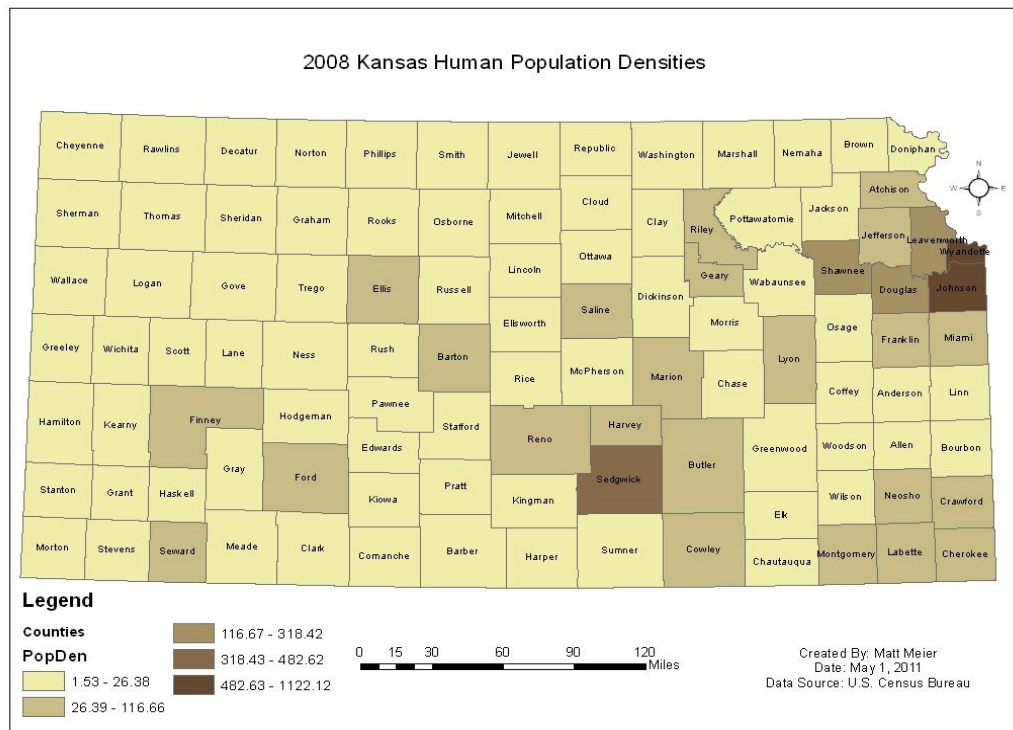 2008 Kansas Human Population Densities
Cheyenne Rawlins Decatur Norton Phillips Smith Jewell Republic Washington Marshall Nemaha Brown Doniphan
N
W E
S
Atchison
Sherman Thomas Sheridan Graham Rooks Osborne Mitchell Cloud Clay Riley Pottawatomie Jackson Jefferson Leavenworth
Wyandotte
Wallace Logan Gove Trego Ellis Russell Lincoln Ottawa Dickinson Geary Wabaunsee Shawnee Douglas Johnson
Ellsworth Saline Morris Osage Franklin Miami
Greeley Wichita Scott Lane Ness Rush Barton Rice McPherson Marion Chase Lyon Coffey Anderson Linn
Hamilton Kearny Finney Hodgeman Pawnee Stafford Reno Harvey Butler Greenwood Woodson Allen Bourbon
Gray Ford Edwards Sedgwick
Stanton Grant Haskell Kiowa Pratt Kingman Elk Wilson Neosho Crawford
Morton Stevens Seward Meade Clark Comanche Barber Harper Sumner Cowley Chautauqua Montgomery Labette Cherokee
Legend
Counties
PopDen
1.53 - 26.38
26.39 - 116.66
116.67 - 318.42
318.43 - 482.62
482.63 - 1122.12
0 15 30 60 90 120
Miles
Created By: Matt Meier
Date: May 1, 2011
Data Source: U.S. Census Bureau